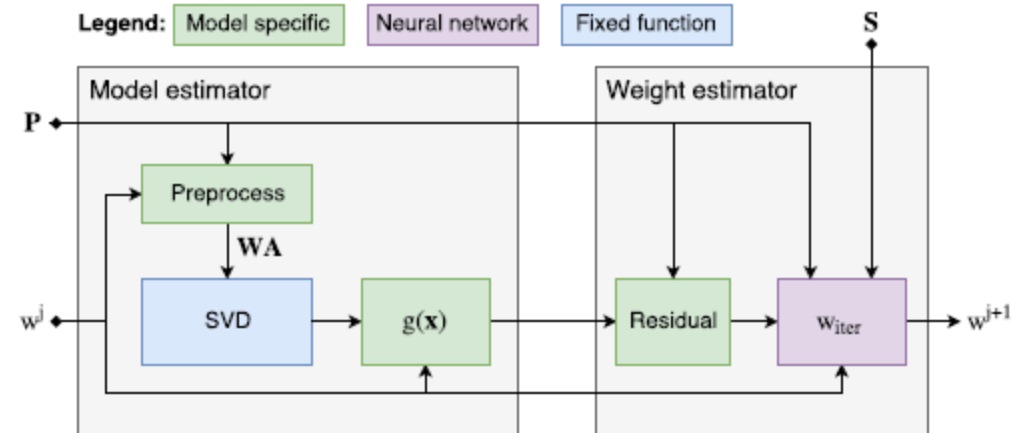 Legend: Model specific Neural network Fixed function
S
Model estimator
Weight estimator
P
Preprocess
WA
w^j
SVD
g(x)
Residual
w_iter
w^{j+1}